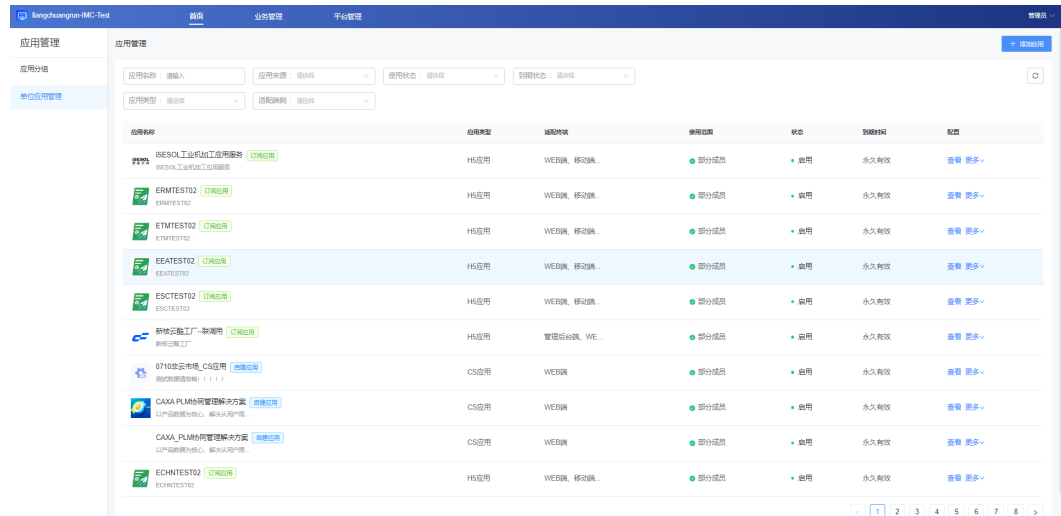 liangchuangrun-IMC-Test 首页 业务管理 平台管理 管理员
应用管理 应用管理 + 添加应用
应用分组
单位应用管理
应用名称 : 请输入 应用来源 : 请选择 使用状态 : 请选择 到期状态 : 请选择
应用类型 : 请选择 适配端侧 : 请选择
应用名称 应用类型 适配终端 使用范围 状态 到期时间 配置
iSESOL工业机加工应用服务 订阅应用 H5应用 WEB端、移动端... 部分成员 启用 永久有效 查看 更多
iSESOL工业机加工应用服务
ERMTEST02 订阅应用 H5应用 WEB端、移动端... 部分成员 启用 永久有效 查看 更多
ERMTEST02
ETMTEST02 订阅应用 H5应用 WEB端、移动端... 部分成员 启用 永久有效 查看 更多
ETMTEST02
EEATEST02 订阅应用 H5应用 WEB端、移动端... 部分成员 启用 永久有效 查看 更多
EEATEST02
ESCTEST02 订阅应用 H5应用 WEB端、移动端... 部分成员 启用 永久有效 查看 更多
ESCTEST02
新核云酷工厂--联调用 订阅应用 H5应用 管理后台端、WE... 部分成员 启用 永久有效 查看 更多
新核云酷工厂
0710非云市场_CS应用 自建应用 CS应用 WEB端 部分成员 启用 永久有效 查看 更多
测试数据请忽略！！！！
CAXA PLM协同管理解决方案 自建应用 CS应用 WEB端 部分成员 启用 永久有效 查看 更多
以产品数据为核心，解决从用户需...
CAXA_PLM协同管理解决方案 自建应用 CS应用 WEB端 部分成员 启用 永久有效 查看 更多
以产品数据为核心，解决从用户需...
ECHNTEST02 订阅应用 H5应用 WEB端、移动端... 部分成员 启用 永久有效 查看 更多
ECHNTEST02
< 1 2 3 4 5 6 7 8 >